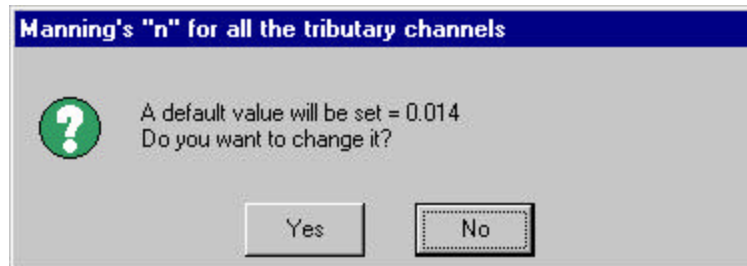 Manning's "n" for all the tributary channels
A default value will be set = 0.014
Do you want to change it?
Yes No